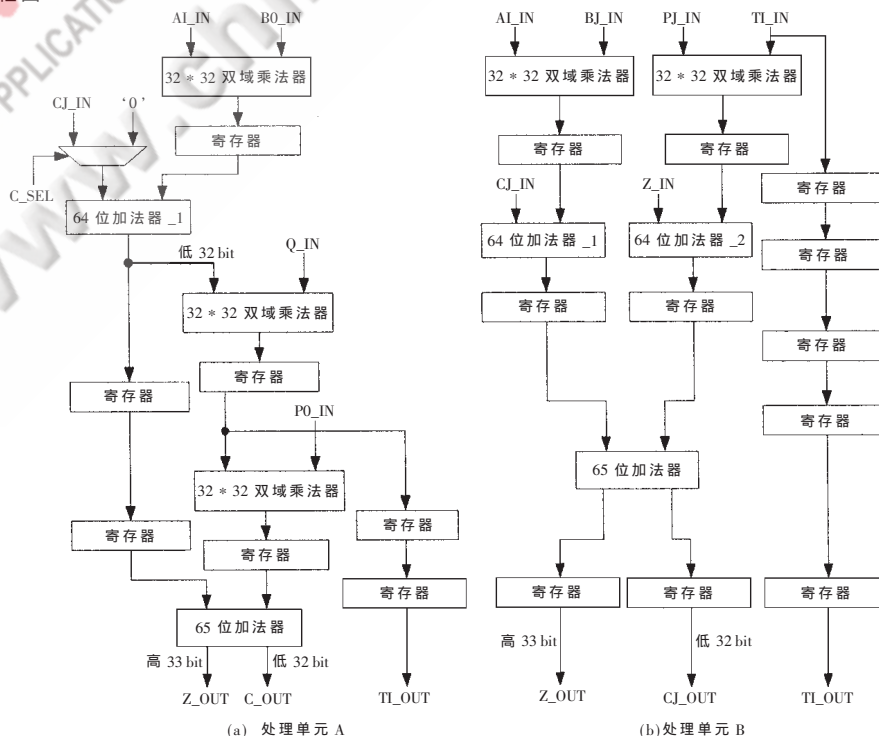 APPLICATION
www.ch
AI_IN B0_IN
32 * 32 双域乘法器
寄存器
CJ_IN ‘0’
C_SEL
64 位加法器 _1
低 32 bit
Q_IN
32 * 32 双域乘法器
寄存器
寄存器
P0_IN
32 * 32 双域乘法器
寄存器
寄存器
寄存器
寄存器
65 位加法器
高 33 bit 低 32 bit
Z_OUT C_OUT TI_OUT
(a) 处理单元 A
AI_IN BJ_IN PJ_IN TI_IN
32 * 32 双域乘法器 32 * 32 双域乘法器
寄存器 寄存器
寄存器
CJ_IN Z_IN
64 位加法器 _1 64 位加法器 _2
寄存器
寄存器 寄存器
寄存器
寄存器
65 位加法器
寄存器 寄存器 寄存器
高 33 bit 低 32 bit
Z_OUT CJ_OUT TI_OUT
(b)处理单元 B